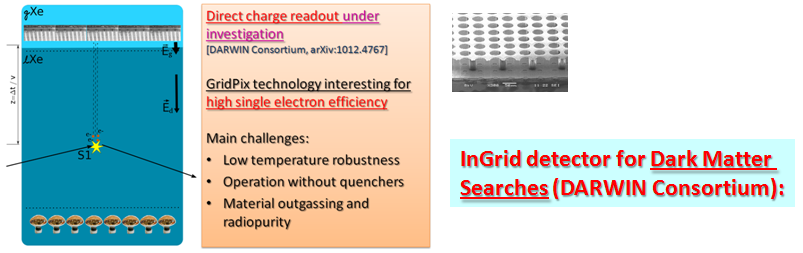 gXe
LXe
z=Δt / v
E⃗g
E⃗d
e⁻
S1
Direct charge readout under
investigation
[DARWIN Consortium, arXiv:1012.4767]
GridPix technology interesting for
high single electron efficiency
Main challenges:
• Low temperature robustness
• Operation without quenchers
• Material outgassing and
radiopurity
InGrid detector for Dark Matter
Searches (DARWIN Consortium):